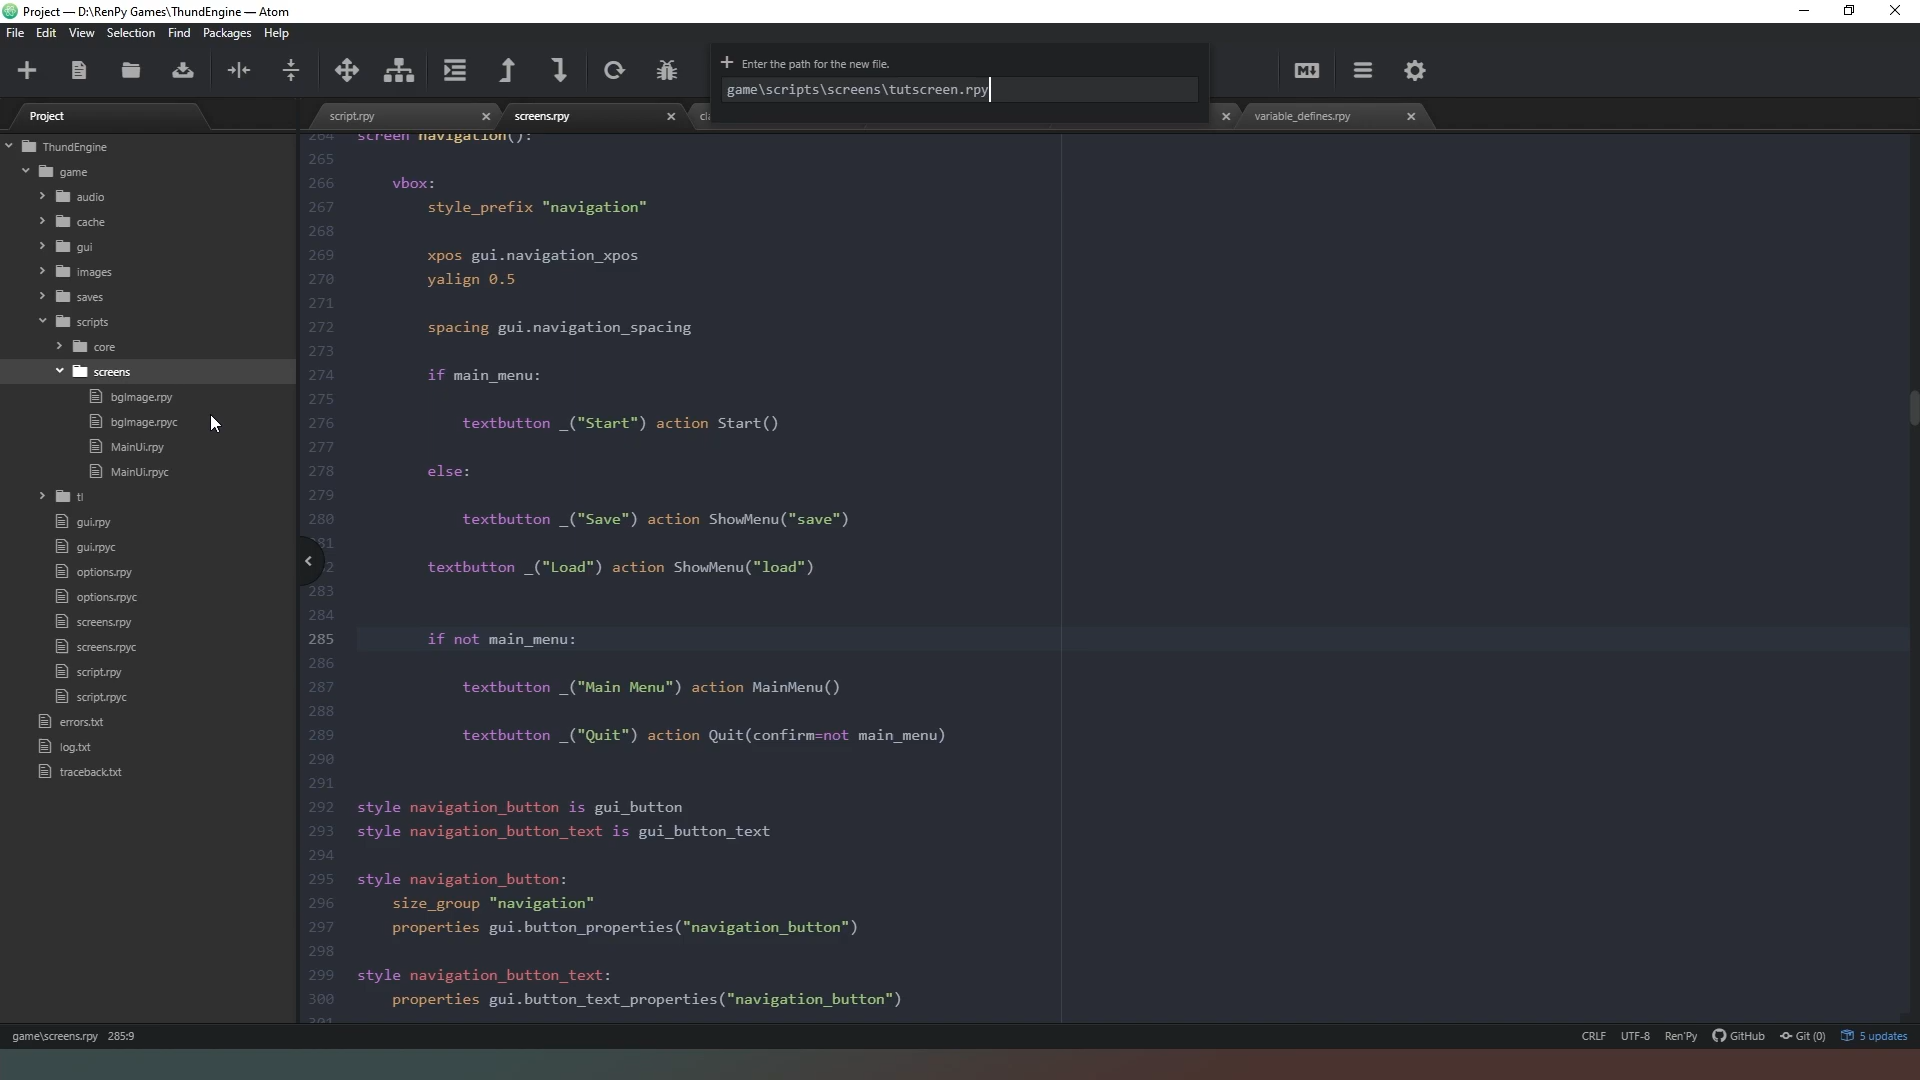 Project — D:\RenPy Games\ThundEngine — Atom
File Edit View Selection Find Packages Help
Enter the path for the new file.
game\scripts\screens\tutscreen.rpy
Project
script.rpy
screens.rpy
variable_defines.rpy
ThundEngine
game
audio
cache
gui
images
saves
scripts
core
screens
bgImage.rpy
bgImage.rpyc
MainUi.rpy
MainUi.rpyc
tl
gui.rpy
gui.rpyc
options.rpy
options.rpyc
screens.rpy
screens.rpyc
script.rpy
script.rpyc
errors.txt
log.txt
traceback.txt
264 screen navigation():
265
266 vbox:
267 style_prefix "navigation"
268
269 xpos gui.navigation_xpos
270 yalign 0.5
271
272 spacing gui.navigation_spacing
273
274 if main_menu:
275
276 textbutton _("Start") action Start()
277
278 else:
279
280 textbutton _("Save") action ShowMenu("save")
textbutton _("Load") action ShowMenu("load")
283
284
285 if not main_menu:
286
287 textbutton _("Main Menu") action MainMenu()
288
289 textbutton _("Quit") action Quit(confirm=not main_menu)
290
291
292 style navigation_button is gui_button
293 style navigation_button_text is gui_button_text
294
295 style navigation_button:
296 size_group "navigation"
297 properties gui.button_properties("navigation_button")
298
299 style navigation_button_text:
300 properties gui.button_text_properties("navigation_button")
game\screens.rpy 285:9
CRLF UTF-8 Ren'Py GitHub Git (0) 5 updates